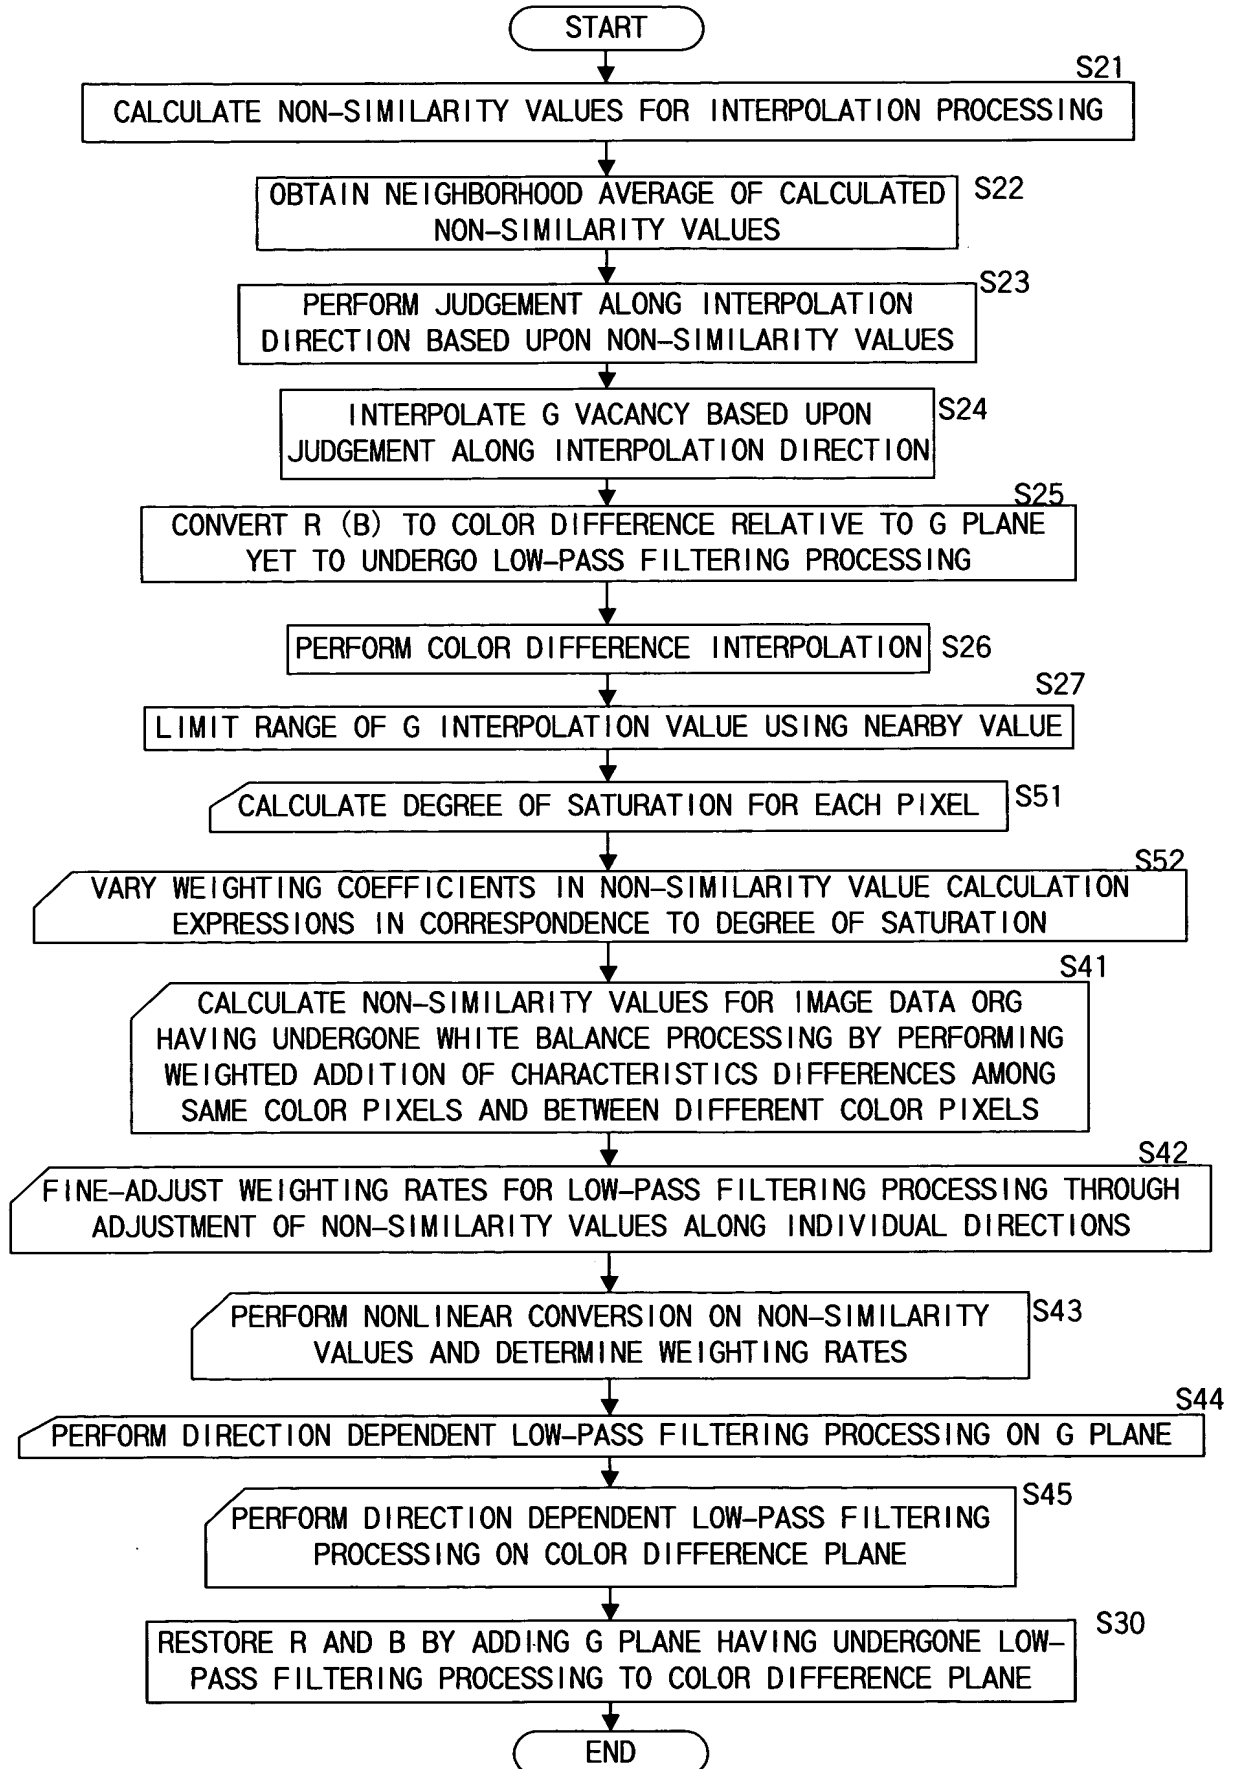 START
S21
CALCULATE NON-SIMILARITY VALUES FOR INTERPOLATION PROCESSING
OBTAIN NEIGHBORHOOD AVERAGE OF CALCULATED
NON-SIMILARITY VALUES
S22
S23
PERFORM JUDGEMENT ALONG INTERPOLATION
DIRECTION BASED UPON NON-SIMILARITY VALUES
INTERPOLATE G VACANCY BASED UPON
JUDGEMENT ALONG INTERPOLATION DIRECTION
S24
S25
CONVERT R (B) TO COLOR DIFFERENCE RELATIVE TO G PLANE
YET TO UNDERGO LOW-PASS FILTERING PROCESSING
PERFORM COLOR DIFFERENCE INTERPOLATION
S26
S27
LIMIT RANGE OF G INTERPOLATION VALUE USING NEARBY VALUE
CALCULATE DEGREE OF SATURATION FOR EACH PIXEL
S51
S52
VARY WEIGHTING COEFFICIENTS IN NON-SIMILARITY VALUE CALCULATION
EXPRESSIONS IN CORRESPONDENCE TO DEGREE OF SATURATION
S41
CALCULATE NON-SIMILARITY VALUES FOR IMAGE DATA ORG
HAVING UNDERGONE WHITE BALANCE PROCESSING BY PERFORMING
WEIGHTED ADDITION OF CHARACTERISTICS DIFFERENCES AMONG
SAME COLOR PIXELS AND BETWEEN DIFFERENT COLOR PIXELS
S42
FINE-ADJUST WEIGHTING RATES FOR LOW-PASS FILTERING PROCESSING THROUGH
ADJUSTMENT OF NON-SIMILARITY VALUES ALONG INDIVIDUAL DIRECTIONS
PERFORM NONLINEAR CONVERSION ON NON-SIMILARITY
VALUES AND DETERMINE WEIGHTING RATES
S43
S44
PERFORM DIRECTION DEPENDENT LOW-PASS FILTERING PROCESSING ON G PLANE
S45
PERFORM DIRECTION DEPENDENT LOW-PASS FILTERING
PROCESSING ON COLOR DIFFERENCE PLANE
S30
RESTORE R AND B BY ADDING G PLANE HAVING UNDERGONE LOW-
PASS FILTERING PROCESSING TO COLOR DIFFERENCE PLANE
END